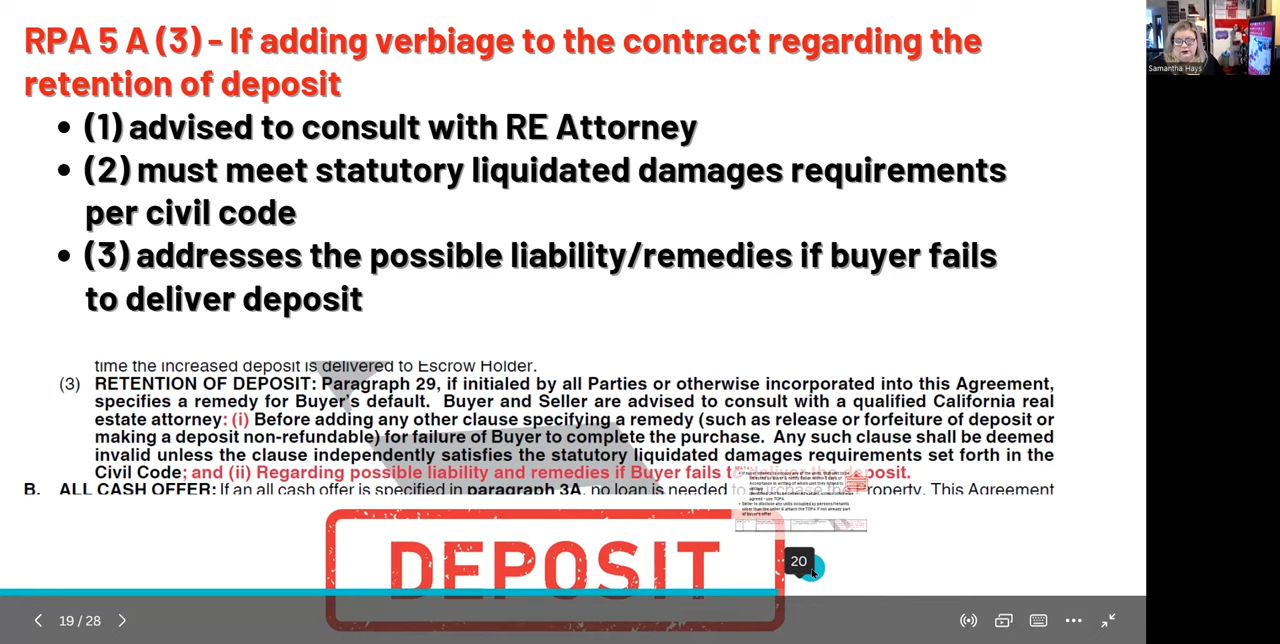 RPA 5 A (3) - If adding verbiage to the contract regarding the
retention of deposit
• (1) advised to consult with RE Attorney
• (2) must meet statutory liquidated damages requirements
per civil code
• (3) addresses the possible liability/remedies if buyer fails
to deliver deposit
Samantha Hays
time the increased deposit is delivered to Escrow Holder.
(3) RETENTION OF DEPOSIT: Paragraph 29, if initialed by all Parties or otherwise incorporated into this Agreement,
specifies a remedy for Buyer's default. Buyer and Seller are advised to consult with a qualified California real
estate attorney: (i) Before adding any other clause specifying a remedy (such as release or forfeiture of deposit or
making a deposit non-refundable) for failure of Buyer to complete the purchase. Any such clause shall be deemed
invalid unless the clause independently satisfies the statutory liquidated damages requirements set forth in the
Civil Code; and (ii) Regarding possible liability and remedies if Buyer fails to deliver the deposit.
B. ALL CASH OFFER: If an all cash offer is specified in paragraph 3A, no loan is needed to purchase the Property. This Agreement
DEPOSIT
20
19 / 28